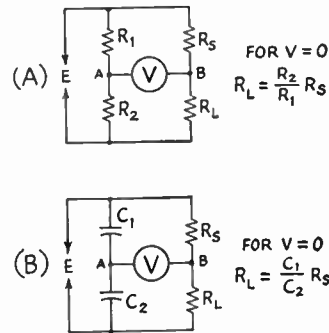 (A)
E
R1
RS
A
V
B
R2
RL
FOR V=0
RL = R2/R1 RS
(B)
E
C1
RS
A
V
B
C2
RL
FOR V=0
RL = C1/C2 RS